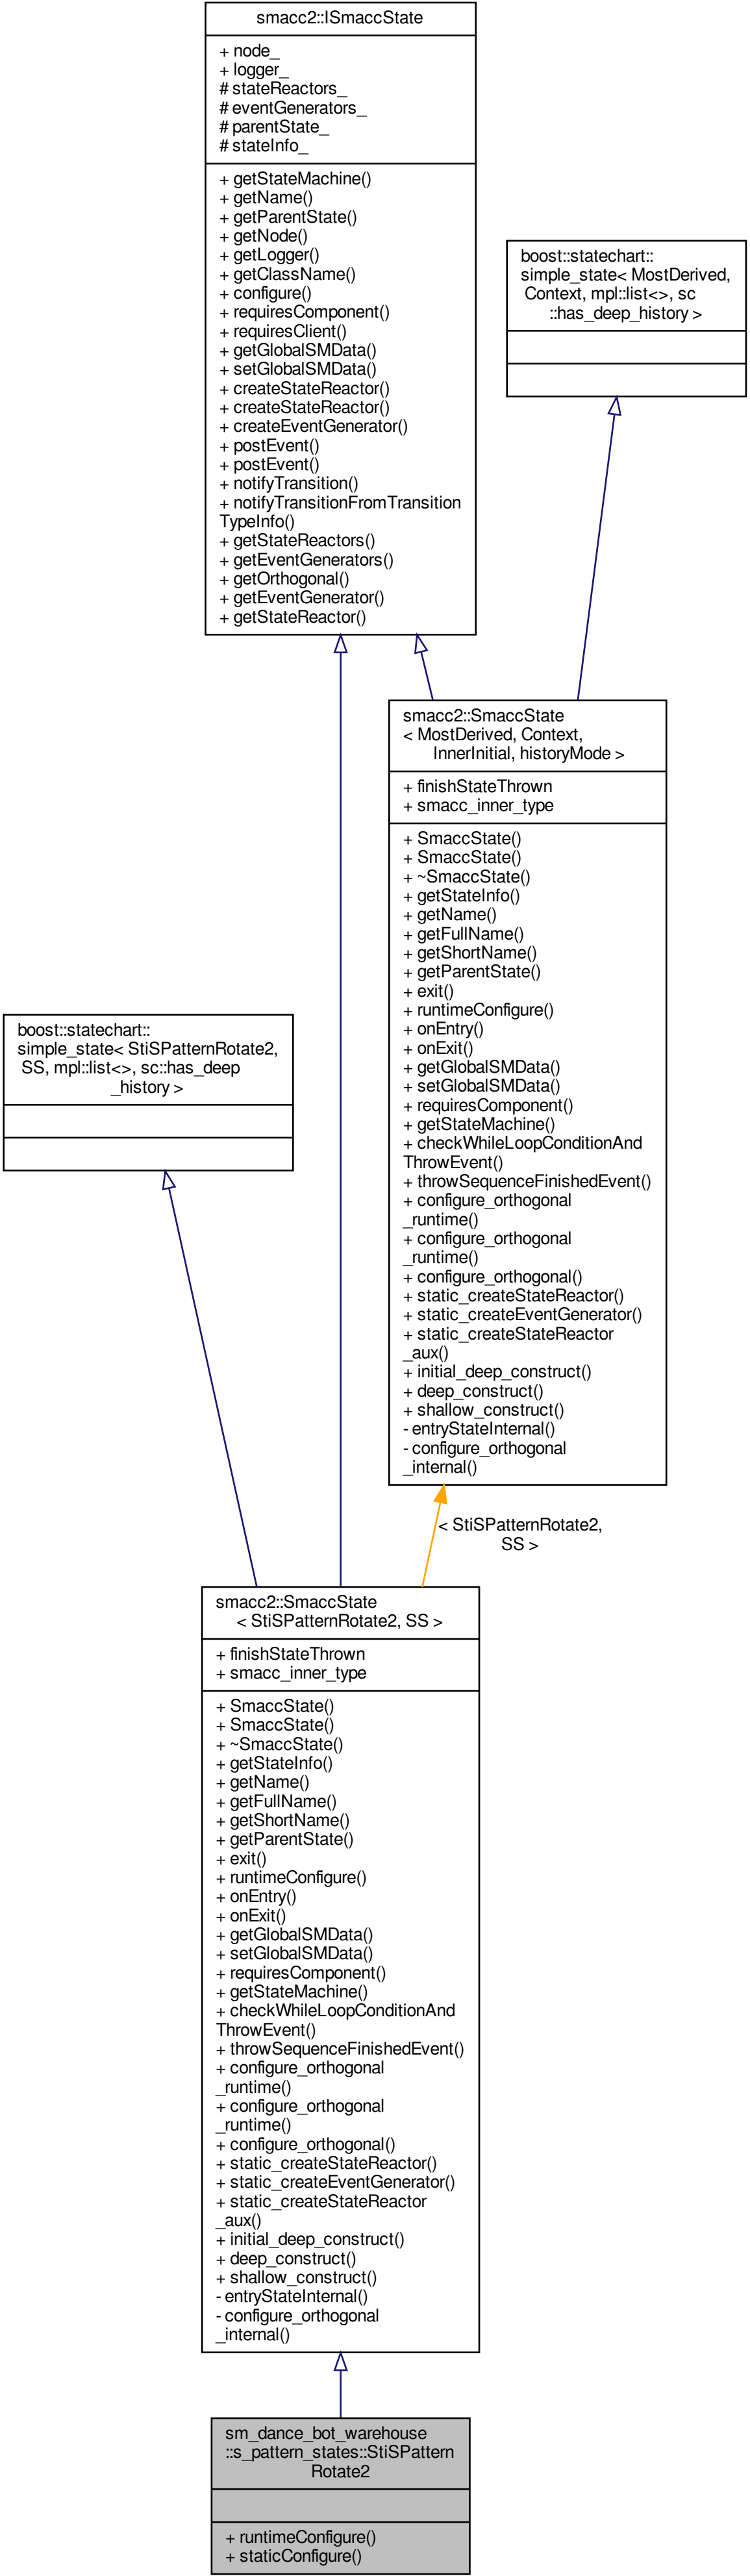 smacc2::ISmaccState
+ node_
+ logger_
# stateReactors_
# eventGenerators_
# parentState_
# stateInfo_
+ getStateMachine()
+ getName()
+ getParentState()
+ getNode()
+ getLogger()
+ getClassName()
+ configure()
+ requiresComponent()
+ requiresClient()
+ getGlobalSMData()
+ setGlobalSMData()
+ createStateReactor()
+ createStateReactor()
+ createEventGenerator()
+ postEvent()
+ postEvent()
+ notifyTransition()
+ notifyTransitionFromTransition
TypeInfo()
+ getStateReactors()
+ getEventGenerators()
+ getOrthogonal()
+ getEventGenerator()
+ getStateReactor()
boost::statechart::
simple_state< MostDerived,
Context, mpl::list<>, sc
::has_deep_history >
smacc2::SmaccState
< MostDerived, Context,
InnerInitial, historyMode >
+ finishStateThrown
+ smacc_inner_type
+ SmaccState()
+ SmaccState()
+ ~SmaccState()
+ getStateInfo()
+ getName()
+ getFullName()
+ getShortName()
+ getParentState()
+ exit()
+ runtimeConfigure()
+ onEntry()
+ onExit()
+ getGlobalSMData()
+ setGlobalSMData()
+ requiresComponent()
+ getStateMachine()
+ checkWhileLoopConditionAnd
ThrowEvent()
+ throwSequenceFinishedEvent()
+ configure_orthogonal
_runtime()
+ configure_orthogonal
_runtime()
+ configure_orthogonal()
+ static_createStateReactor()
+ static_createEventGenerator()
+ static_createStateReactor
_aux()
+ initial_deep_construct()
+ deep_construct()
+ shallow_construct()
- entryStateInternal()
- configure_orthogonal
_internal()
boost::statechart::
simple_state< StiSPatternRotate2,
SS, mpl::list<>, sc::has_deep
_history >
< StiSPatternRotate2,
SS >
smacc2::SmaccState
< StiSPatternRotate2, SS >
+ finishStateThrown
+ smacc_inner_type
+ SmaccState()
+ SmaccState()
+ ~SmaccState()
+ getStateInfo()
+ getName()
+ getFullName()
+ getShortName()
+ getParentState()
+ exit()
+ runtimeConfigure()
+ onEntry()
+ onExit()
+ getGlobalSMData()
+ setGlobalSMData()
+ requiresComponent()
+ getStateMachine()
+ checkWhileLoopConditionAnd
ThrowEvent()
+ throwSequenceFinishedEvent()
+ configure_orthogonal
_runtime()
+ configure_orthogonal
_runtime()
+ configure_orthogonal()
+ static_createStateReactor()
+ static_createEventGenerator()
+ static_createStateReactor
_aux()
+ initial_deep_construct()
+ deep_construct()
+ shallow_construct()
- entryStateInternal()
- configure_orthogonal
_internal()
sm_dance_bot_warehouse
::s_pattern_states::StiSPattern
Rotate2
+ runtimeConfigure()
+ staticConfigure()